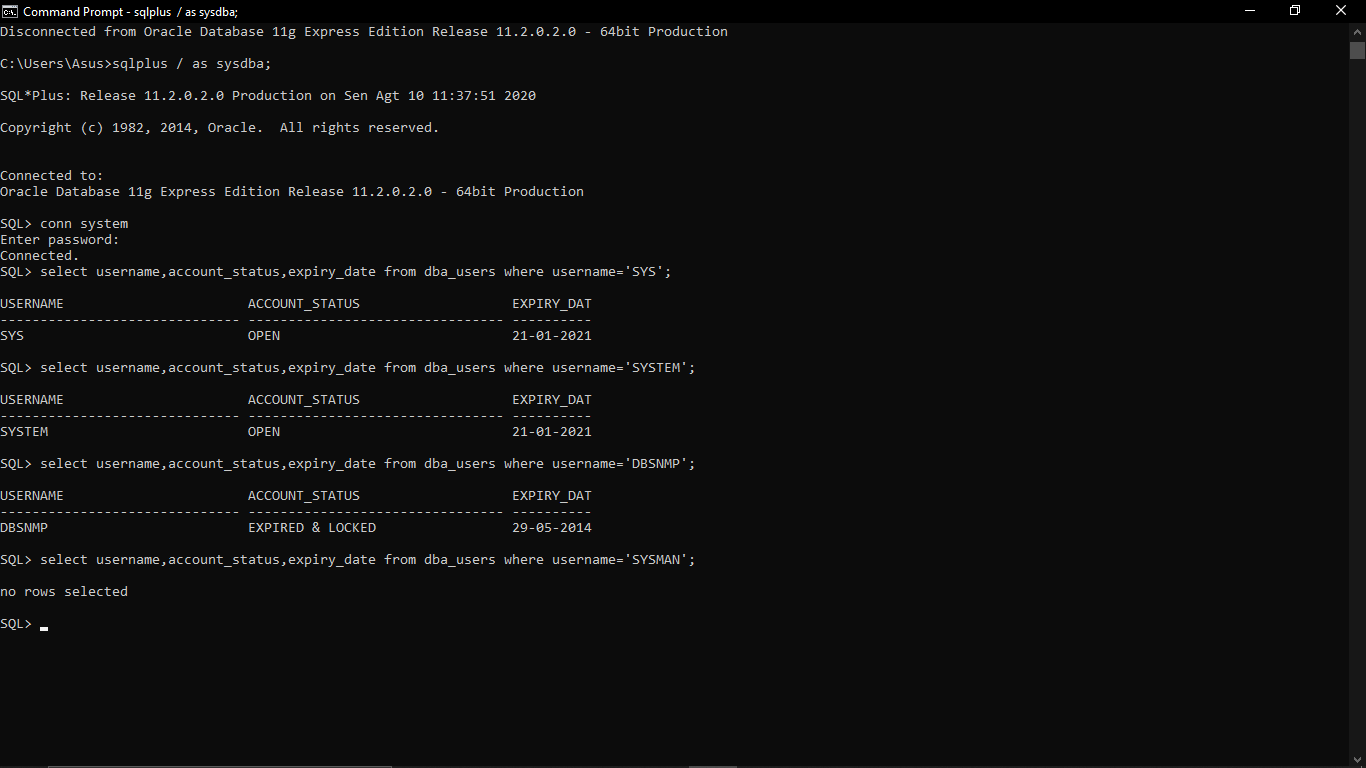 Command Prompt - sqlplus / as sysdba;
Disconnected from Oracle Database 11g Express Edition Release 11.2.0.2.0 - 64bit Production
C:\Users\Asus>sqlplus / as sysdba;
SQL*Plus: Release 11.2.0.2.0 Production on Sen Agt 10 11:37:51 2020
Copyright (c) 1982, 2014, Oracle.  All rights reserved.
Connected to:
Oracle Database 11g Express Edition Release 11.2.0.2.0 - 64bit Production
SQL> conn system
Enter password:
Connected.
SQL> select username,account_status,expiry_date from dba_users where username='SYS';
USERNAME                       ACCOUNT_STATUS                   EXPIRY_DAT
------------------------------ -------------------------------- ----------
SYS                            OPEN                             21-01-2021
SQL> select username,account_status,expiry_date from dba_users where username='SYSTEM';
USERNAME                       ACCOUNT_STATUS                   EXPIRY_DAT
------------------------------ -------------------------------- ----------
SYSTEM                         OPEN                             21-01-2021
SQL> select username,account_status,expiry_date from dba_users where username='DBSNMP';
USERNAME                       ACCOUNT_STATUS                   EXPIRY_DAT
------------------------------ -------------------------------- ----------
DBSNMP                         EXPIRED & LOCKED                 29-05-2014
SQL> select username,account_status,expiry_date from dba_users where username='SYSMAN';
no rows selected
SQL>